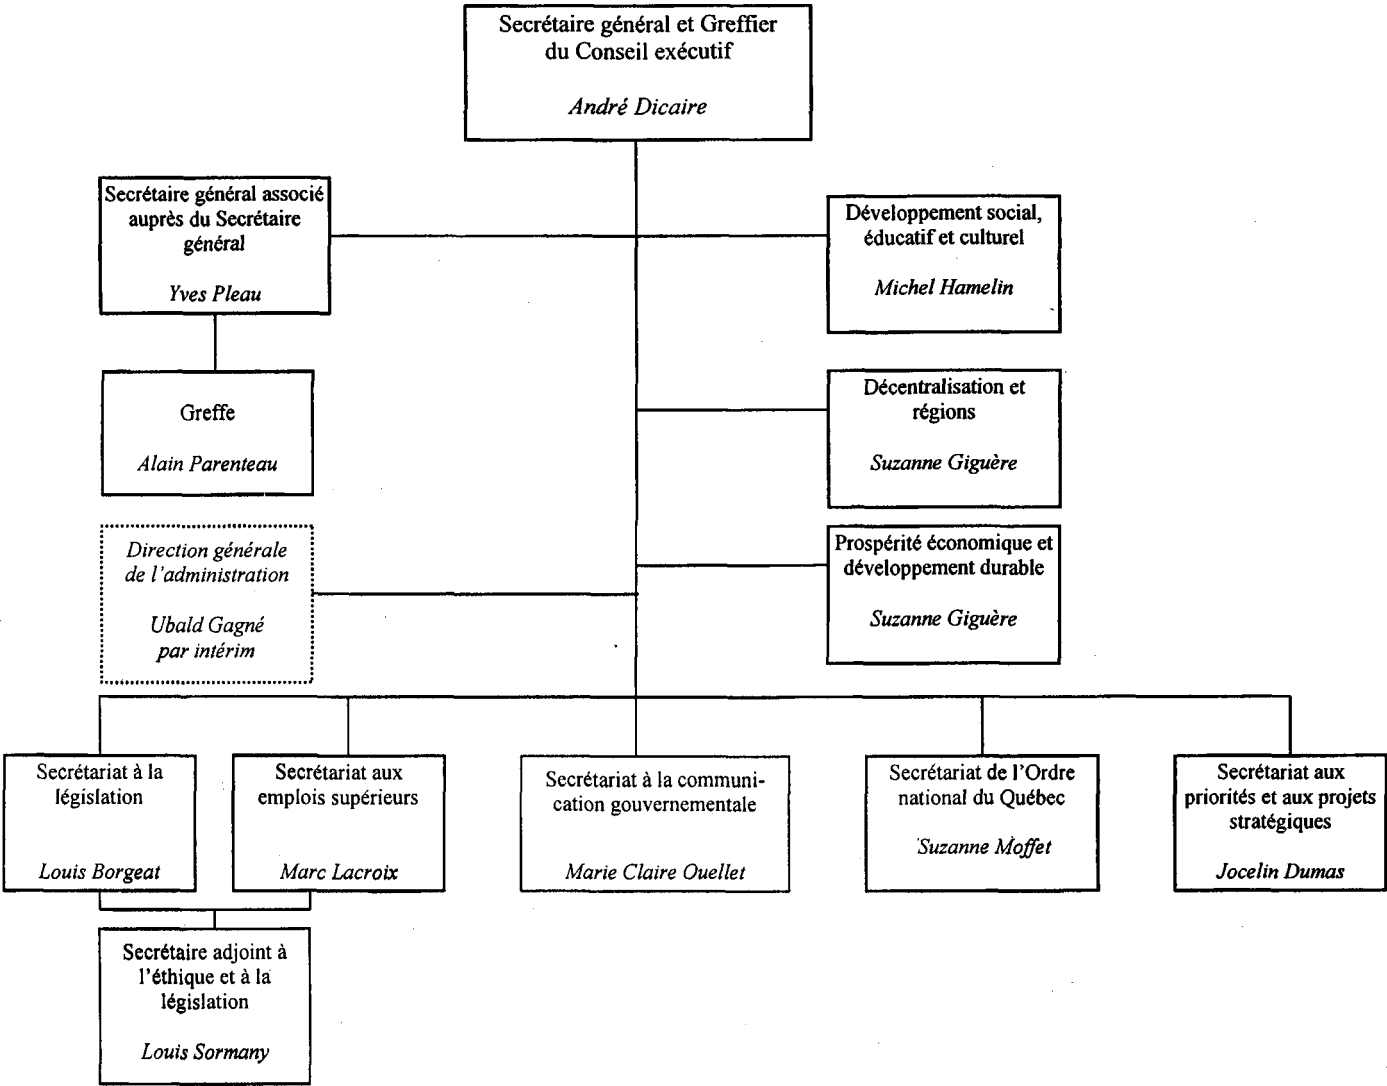 Secrétaire général et Greffier
du Conseil exécutif
André Dicaire
Secrétaire général associé
auprès du Secrétaire
général
Yves Pleau
Développement social,
éducatif et culturel
Michel Hamelin
Greffe
Alain Parenteau
Décentralisation et
régions
Suzanne Giguère
Direction générale
de l'administration
Ubald Gagné
par intérim
Prospérité économique et
développement durable
Suzanne Giguère
Secrétariat à la
législation
Louis Borgeat
Secrétariat aux
emplois supérieurs
Marc Lacroix
Secrétariat à la communi-
cation gouvernementale
Marie Claire Ouellet
Secrétariat de l'Ordre
national du Québec
Suzanne Moffet
Secrétariat aux
priorités et aux projets
stratégiques
Jocelin Dumas
Secrétaire adjoint à
l'éthique et à la
législation
Louis Sormany